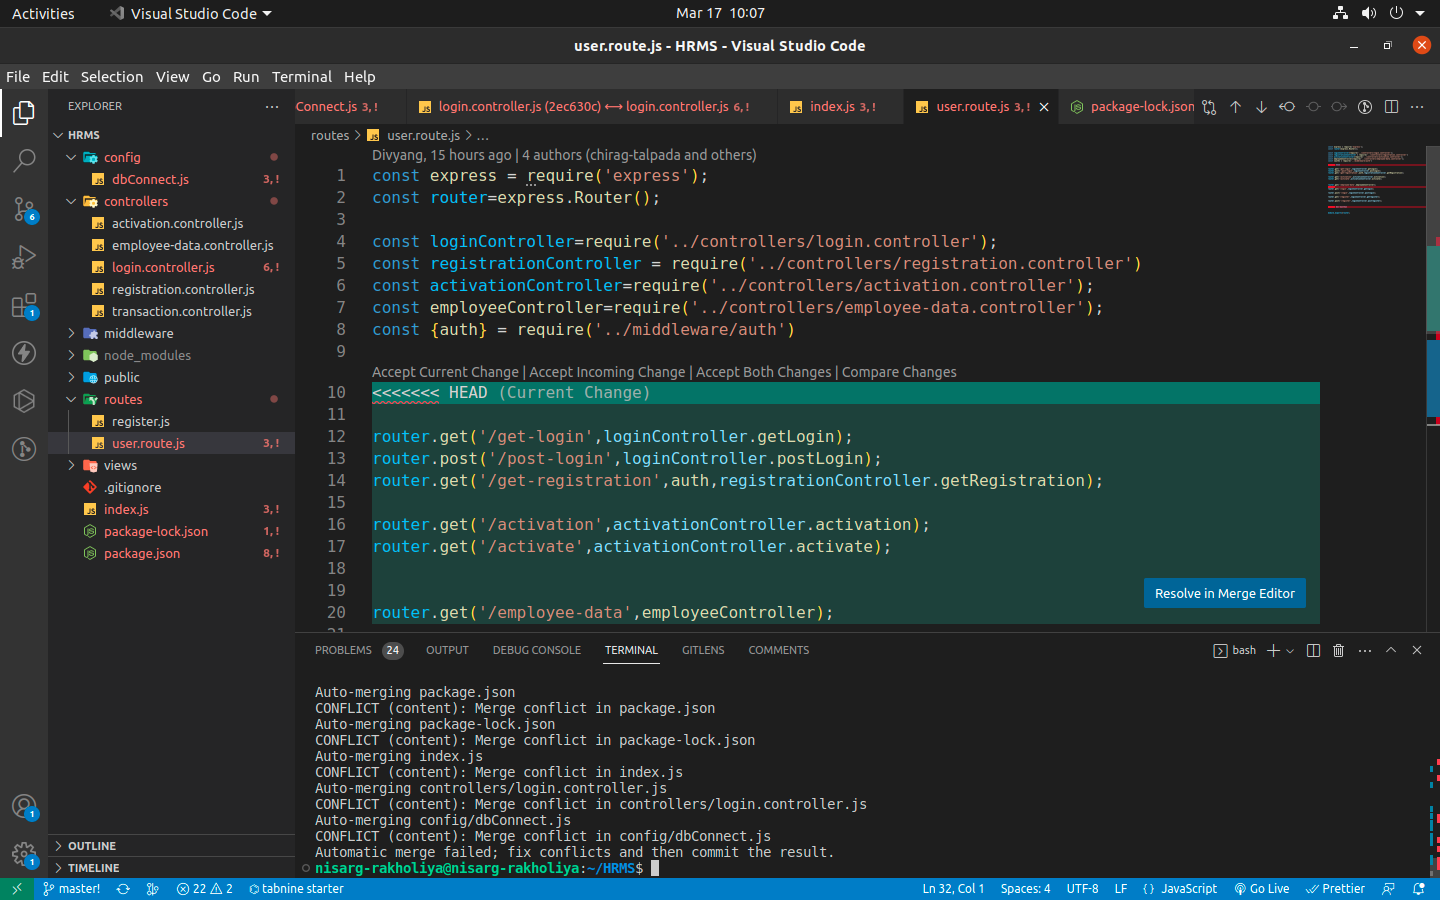 Activities
Visual Studio Code
Mar 17 10:07
user.route.js - HRMS - Visual Studio Code
File Edit Selection View Go Run Terminal Help
EXPLORER
HRMS
config
dbConnect.js 3, !
controllers
activation.controller.js
employee-data.controller.js
login.controller.js 6, !
registration.controller.js
transaction.controller.js
middleware
node_modules
public
routes
register.js
user.route.js 3, !
views
.gitignore
index.js 3, !
package-lock.json 1, !
package.json 8, !
OUTLINE
TIMELINE
6
1
1
1
Connect.js 3, !
login.controller.js (2ec630c) ⟷ login.controller.js 6, !
index.js 3, !
user.route.js 3, !
package-lock.json
routes > user.route.js > ...
Divyang, 15 hours ago | 4 authors (chirag-talpada and others)
1 const express = require('express');
2 const router=express.Router();
3
4 const loginController=require('../controllers/login.controller');
5 const registrationController = require('../controllers/registration.controller')
6 const activationController=require('../controllers/activation.controller');
7 const employeeController=require('../controllers/employee-data.controller');
8 const {auth} = require('../middleware/auth')
9
Accept Current Change | Accept Incoming Change | Accept Both Changes | Compare Changes
10 <<<<<<< HEAD (Current Change)
11
12 router.get('/get-login',loginController.getLogin);
13 router.post('/post-login',loginController.postLogin);
14 router.get('/get-registration',auth,registrationController.getRegistration);
15
16 router.get('/activation',activationController.activation);
17 router.get('/activate',activationController.activate);
18
19
Resolve in Merge Editor
20 router.get('/employee-data',employeeController);
21
PROBLEMS 24 OUTPUT DEBUG CONSOLE TERMINAL GITLENS COMMENTS
bash
Auto-merging package.json
CONFLICT (content): Merge conflict in package.json
Auto-merging package-lock.json
CONFLICT (content): Merge conflict in package-lock.json
Auto-merging index.js
CONFLICT (content): Merge conflict in index.js
Auto-merging controllers/login.controller.js
CONFLICT (content): Merge conflict in controllers/login.controller.js
Auto-merging config/dbConnect.js
CONFLICT (content): Merge conflict in config/dbConnect.js
Automatic merge failed; fix conflicts and then commit the result.
nisarg-rakholiya@nisarg-rakholiya:~/HRMS$
master! 22 2 tabnine starter Ln 32, Col 1 Spaces: 4 UTF-8 LF {} JavaScript Go Live Prettier